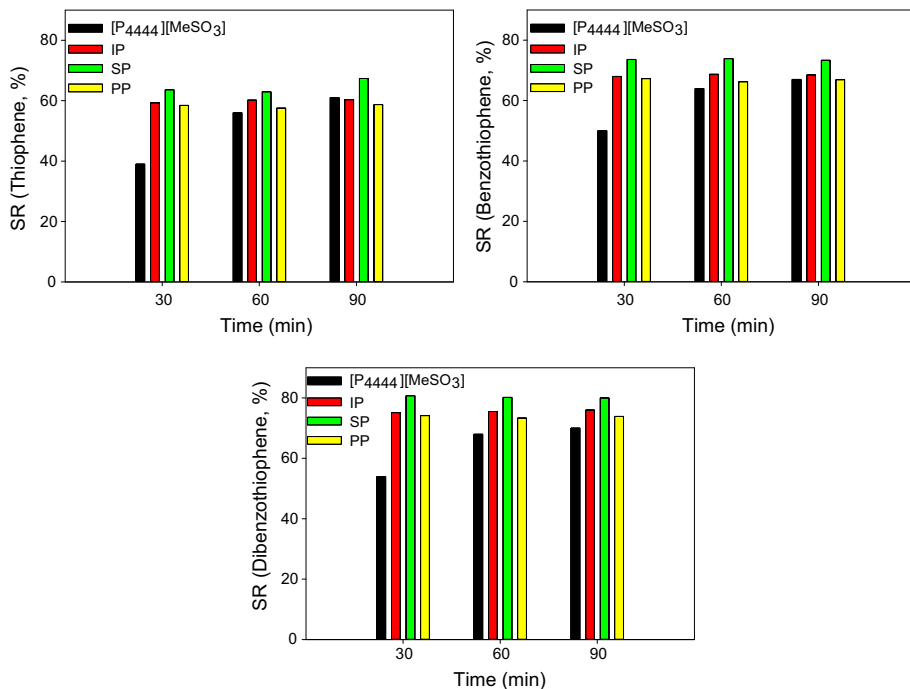 [P4444][MeSO3]
IP
SP
PP
80
60
40
20
0
SR (Thiophene, %)
30 60 90
Time (min)
[P4444][MeSO3]
IP
SP
PP
80
60
40
20
0
SR (Benzothiophene, %)
30 60 90
Time (min)
[P4444][MeSO3]
IP
SP
PP
80
60
40
20
0
SR (Dibenzothiophene, %)
30 60 90
Time (min)